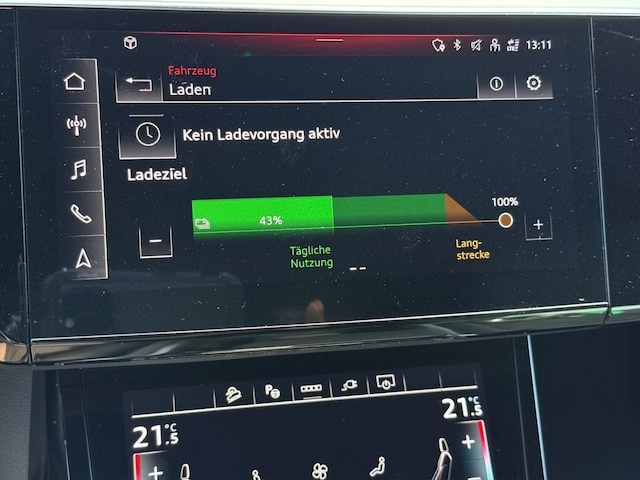 13:11
Fahrzeug
Laden
Kein Ladevorgang aktiv
Ladeziel
100%
43%
Tägliche
Nutzung
Lang-
strecke
--
21.5 °C
21.5 °C